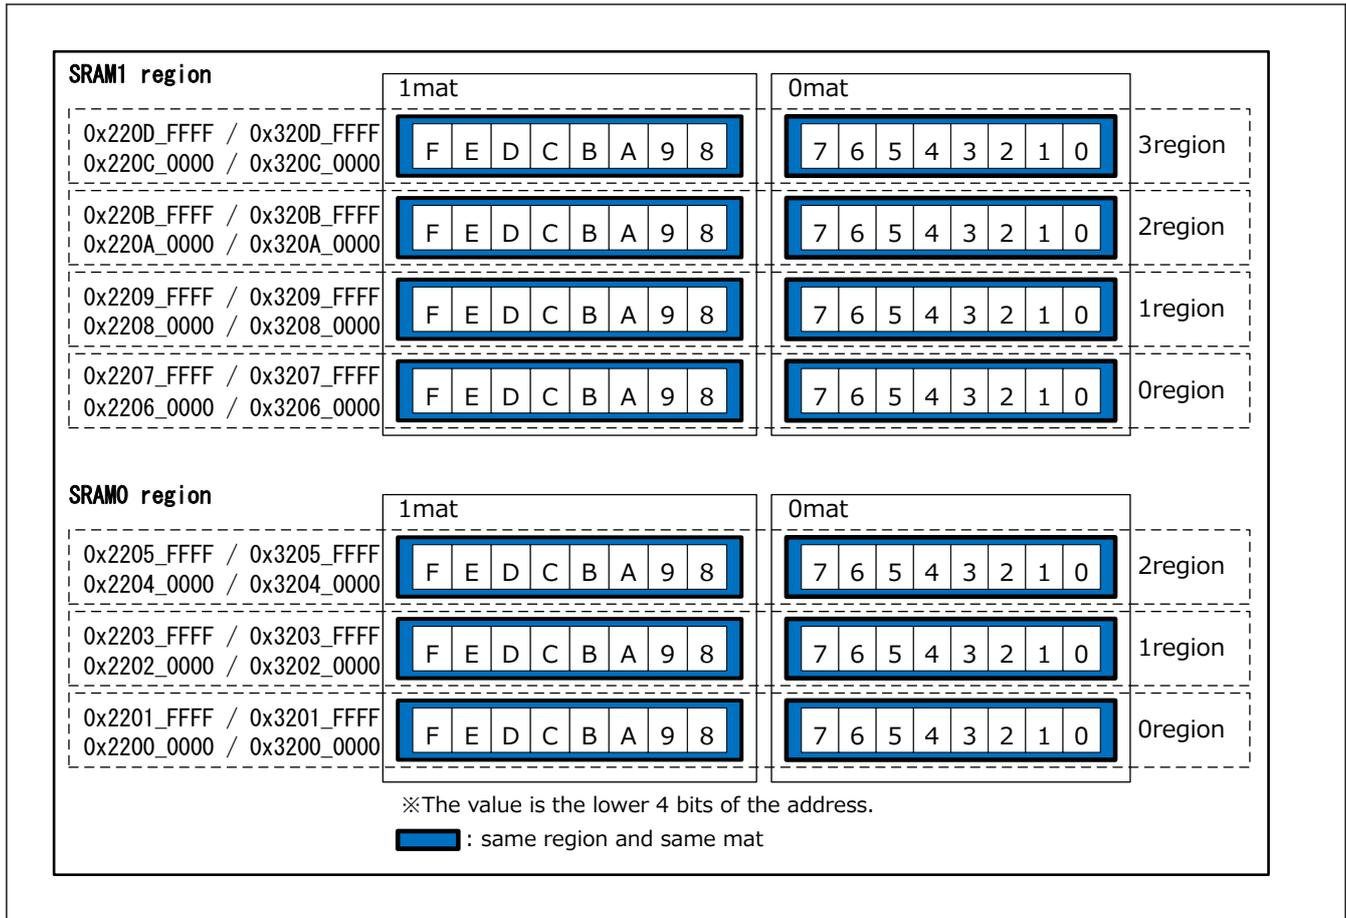 SRAM1 region
1mat 0mat
0x220D_FFFF / 0x320D_FFFF
0x220C_0000 / 0x320C_0000
F E D C B A 9 8 7 6 5 4 3 2 1 0 3region
0x220B_FFFF / 0x320B_FFFF
0x220A_0000 / 0x320A_0000
F E D C B A 9 8 7 6 5 4 3 2 1 0 2region
0x2209_FFFF / 0x3209_FFFF
0x2208_0000 / 0x3208_0000
F E D C B A 9 8 7 6 5 4 3 2 1 0 1region
0x2207_FFFF / 0x3207_FFFF
0x2206_0000 / 0x3206_0000
F E D C B A 9 8 7 6 5 4 3 2 1 0 0region
SRAM0 region
1mat 0mat
0x2205_FFFF / 0x3205_FFFF
0x2204_0000 / 0x3204_0000
F E D C B A 9 8 7 6 5 4 3 2 1 0 2region
0x2203_FFFF / 0x3203_FFFF
0x2202_0000 / 0x3202_0000
F E D C B A 9 8 7 6 5 4 3 2 1 0 1region
0x2201_FFFF / 0x3201_FFFF
0x2200_0000 / 0x3200_0000
F E D C B A 9 8 7 6 5 4 3 2 1 0 0region
※The value is the lower 4 bits of the address.
: same region and same mat